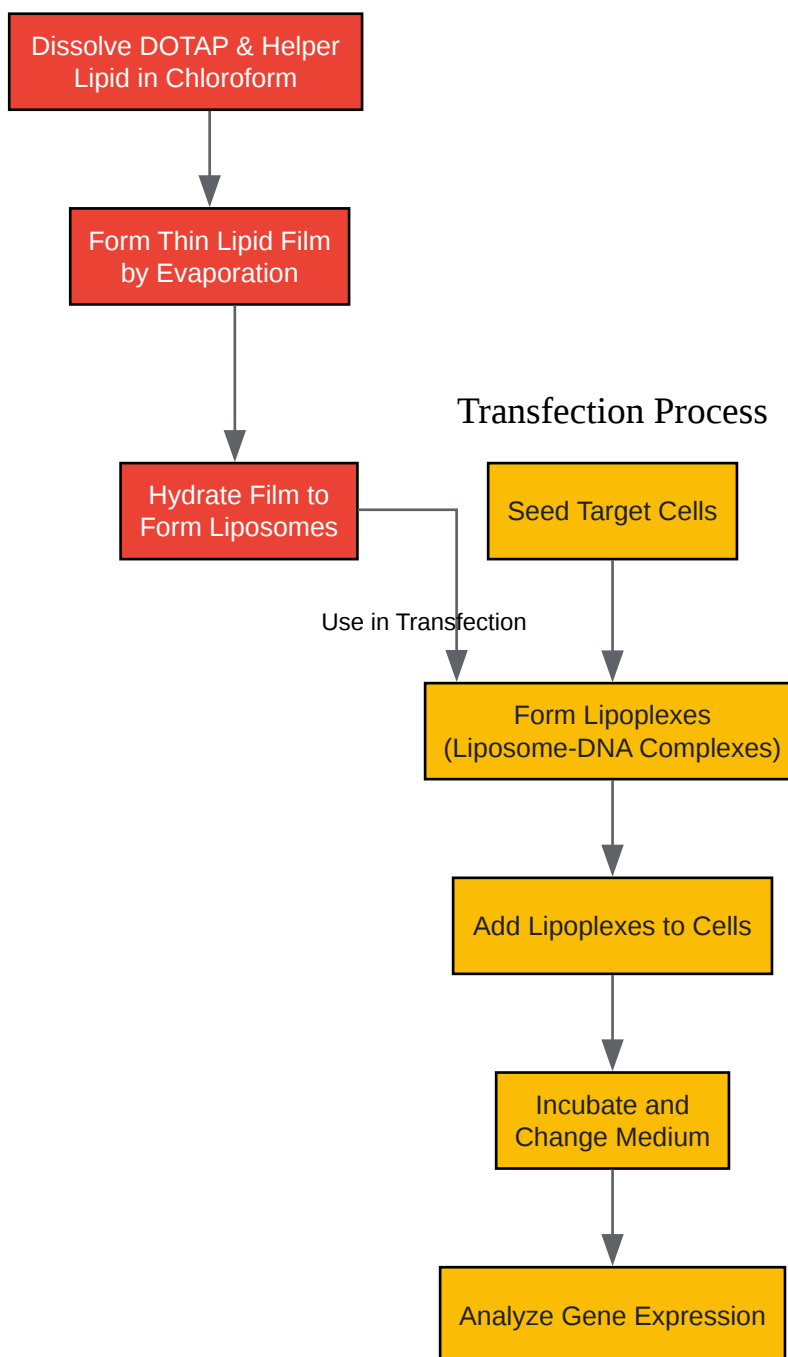 Dissolve DOTAP & Helper
Lipid in Chloroform
Form Thin Lipid Film
by Evaporation
Transfection Process
Hydrate Film to
Form Liposomes
Seed Target Cells
Use in Transfection
Form Lipoplexes
(Liposome-DNA Complexes)
Add Lipoplexes to Cells
Incubate and
Change Medium
Analyze Gene Expression